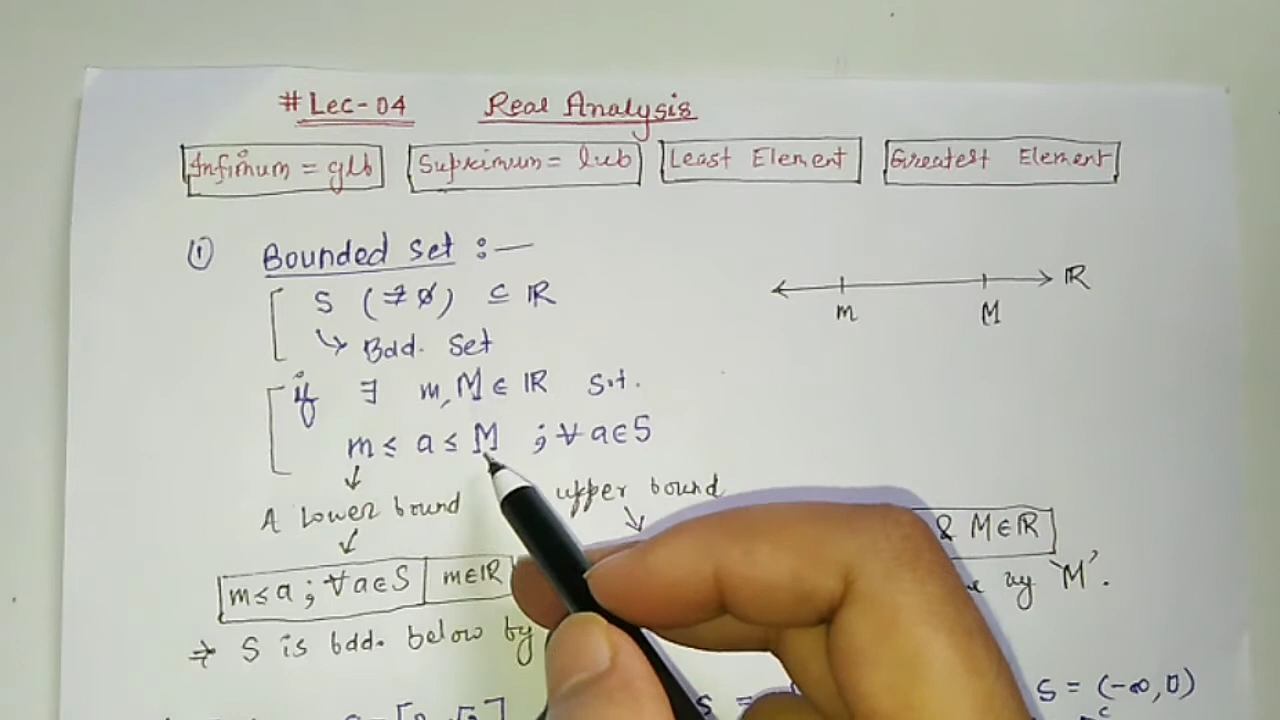 # Lec-04 Real Analysis
Infimum = glb Supximum = lub Least Element Greatest Element
① Bounded Set :—
S (≠ ∅) ⊆ ℝ
ℝ
↳ Bdd. Set
m M
if ∃ m, M ∈ ℝ s.t.
m ≤ a ≤ M ; ∀ a ∈ S
A Lower bound upper bound
& M ∈ ℝ
m ≤ a ; ∀ a ∈ S m ∈ ℝ by 'M'.
⇒ S is bdd. below by
S = (-∞, 0)